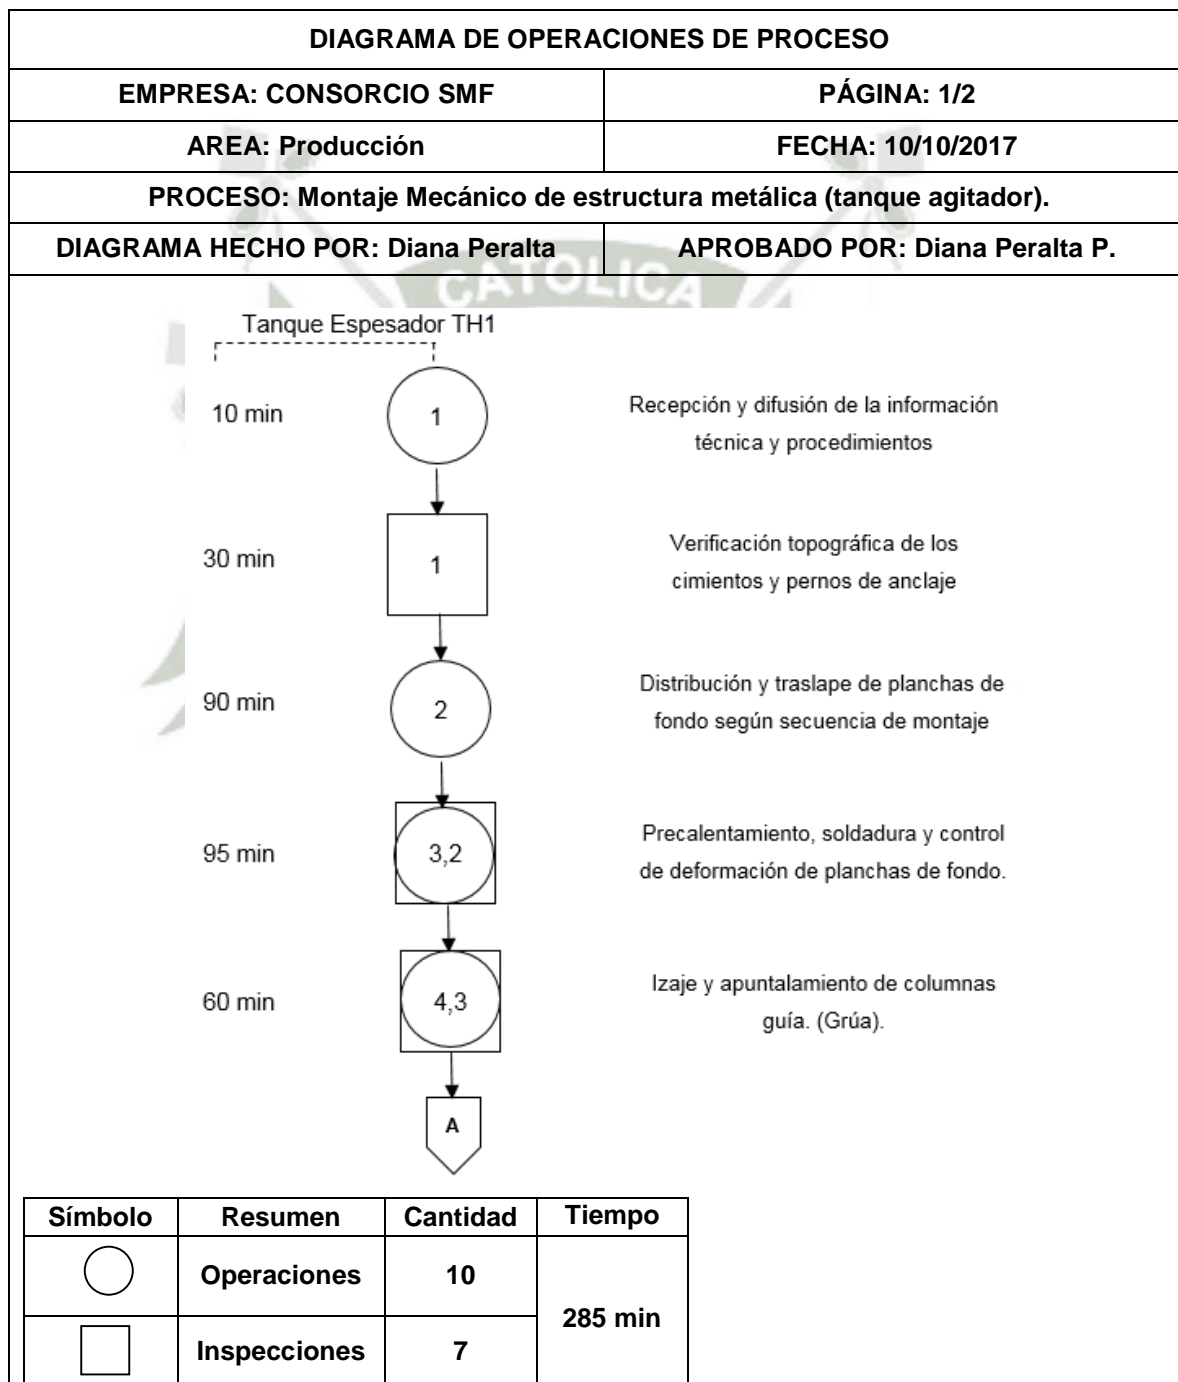 DIAGRAMA DE OPERACIONES DE PROCESO
EMPRESA: CONSORCIO SMF
PÁGINA: 1/2
AREA: Producción
FECHA: 10/10/2017
PROCESO: Montaje Mecánico de estructura metálica (tanque agitador).
DIAGRAMA HECHO POR: Diana Peralta
APROBADO POR: Diana Peralta P.
CATOLICA
Tanque Espesador TH1
10 min
1
Recepción y difusión de la información
técnica y procedimientos
30 min
1
Verificación topográfica de los
cimientos y pernos de anclaje
90 min
2
Distribución y traslape de planchas de
fondo según secuencia de montaje
95 min
3,2
Precalentamiento, soldadura y control
de deformación de planchas de fondo.
60 min
4,3
Izaje y apuntalamiento de columnas
guía. (Grúa).
A
Símbolo Resumen Cantidad Tiempo
Operaciones 10
285 min
Inspecciones 7